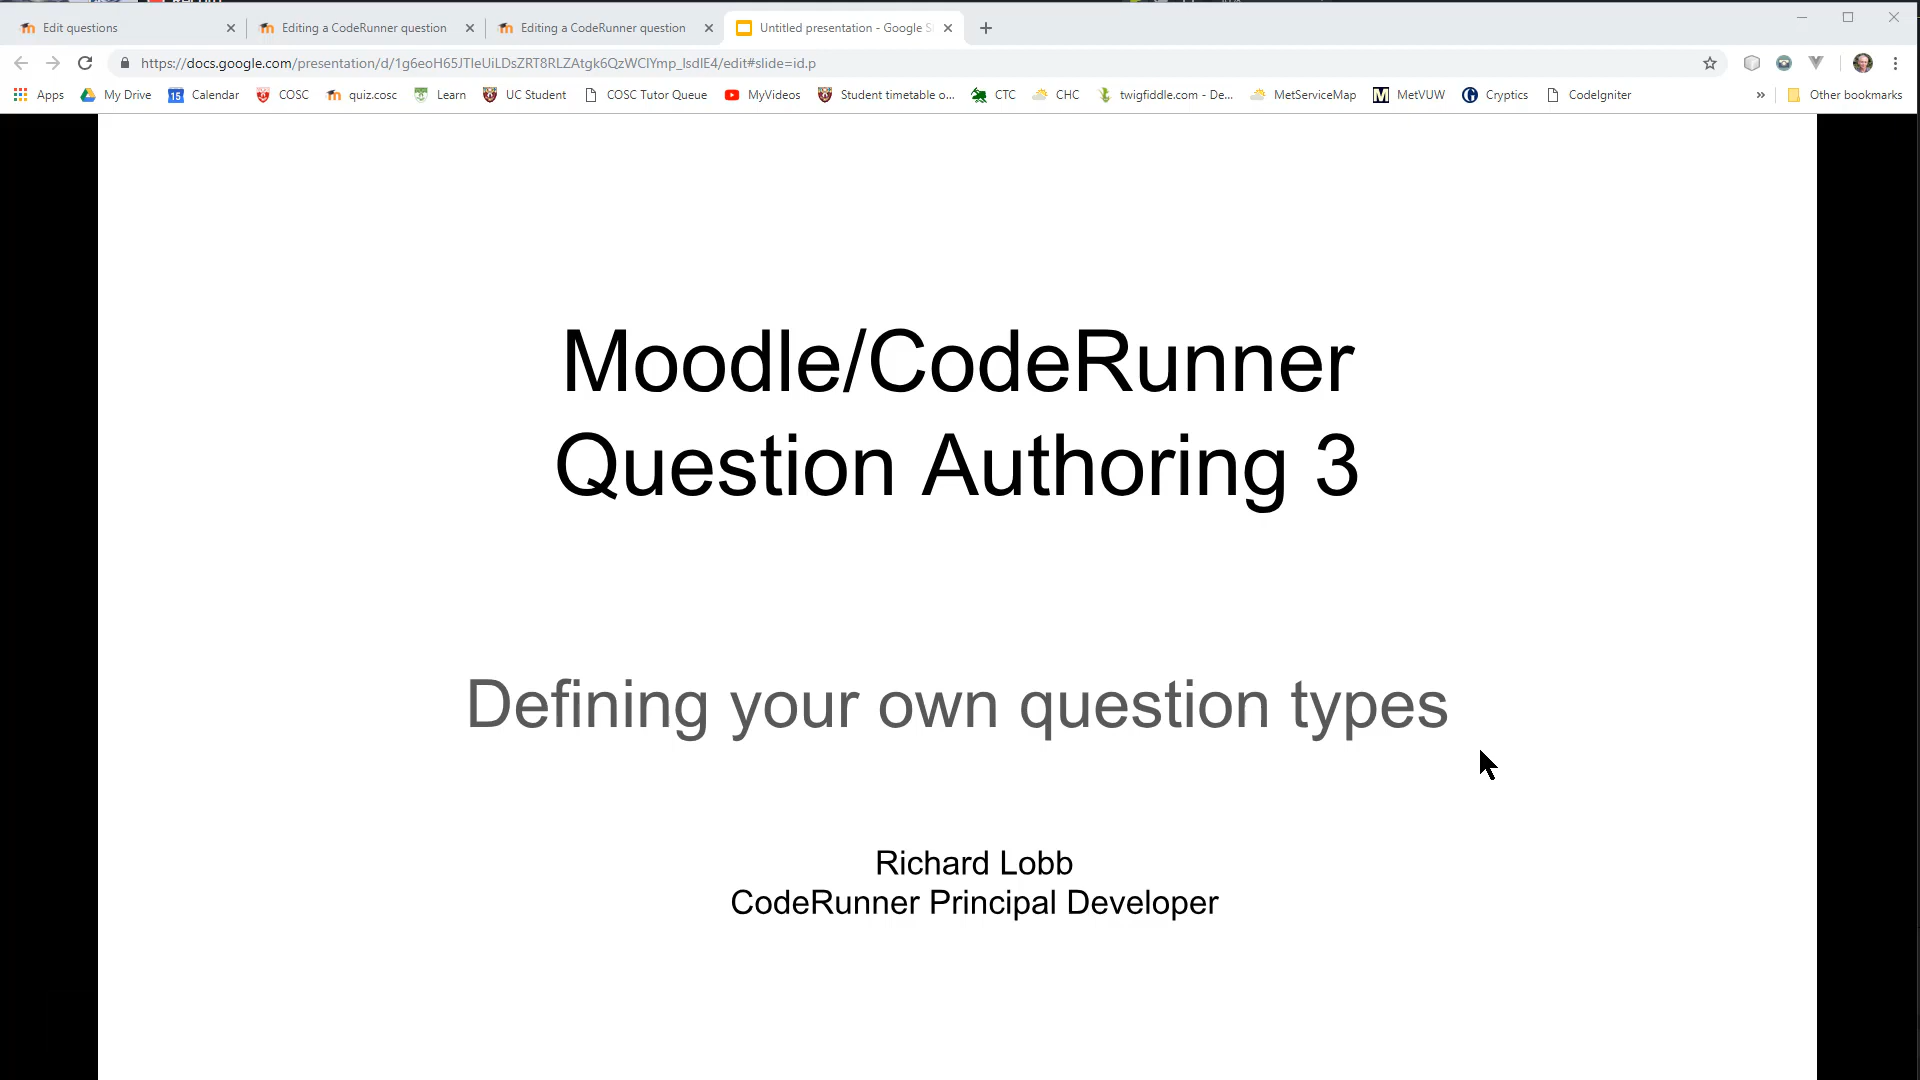 Edit questions
Editing a CodeRunner question
Editing a CodeRunner question
Untitled presentation - Google S
https://docs.google.com/presentation/d/1g6eoH65JTIeUiLDsZRT8RLZAtgk6QzWClYmp_lsdlE4/edit#slide=id.p
Apps My Drive 15 Calendar COSC quiz.cosc Learn UC Student COSC Tutor Queue MyVideos Student timetable o... CTC CHC twigfiddle.com - De... MetServiceMap M MetVUW Cryptics CodeIgniter » Other bookmarks
Moodle/CodeRunner
Question Authoring 3
Defining your own question types
Richard Lobb
CodeRunner Principal Developer